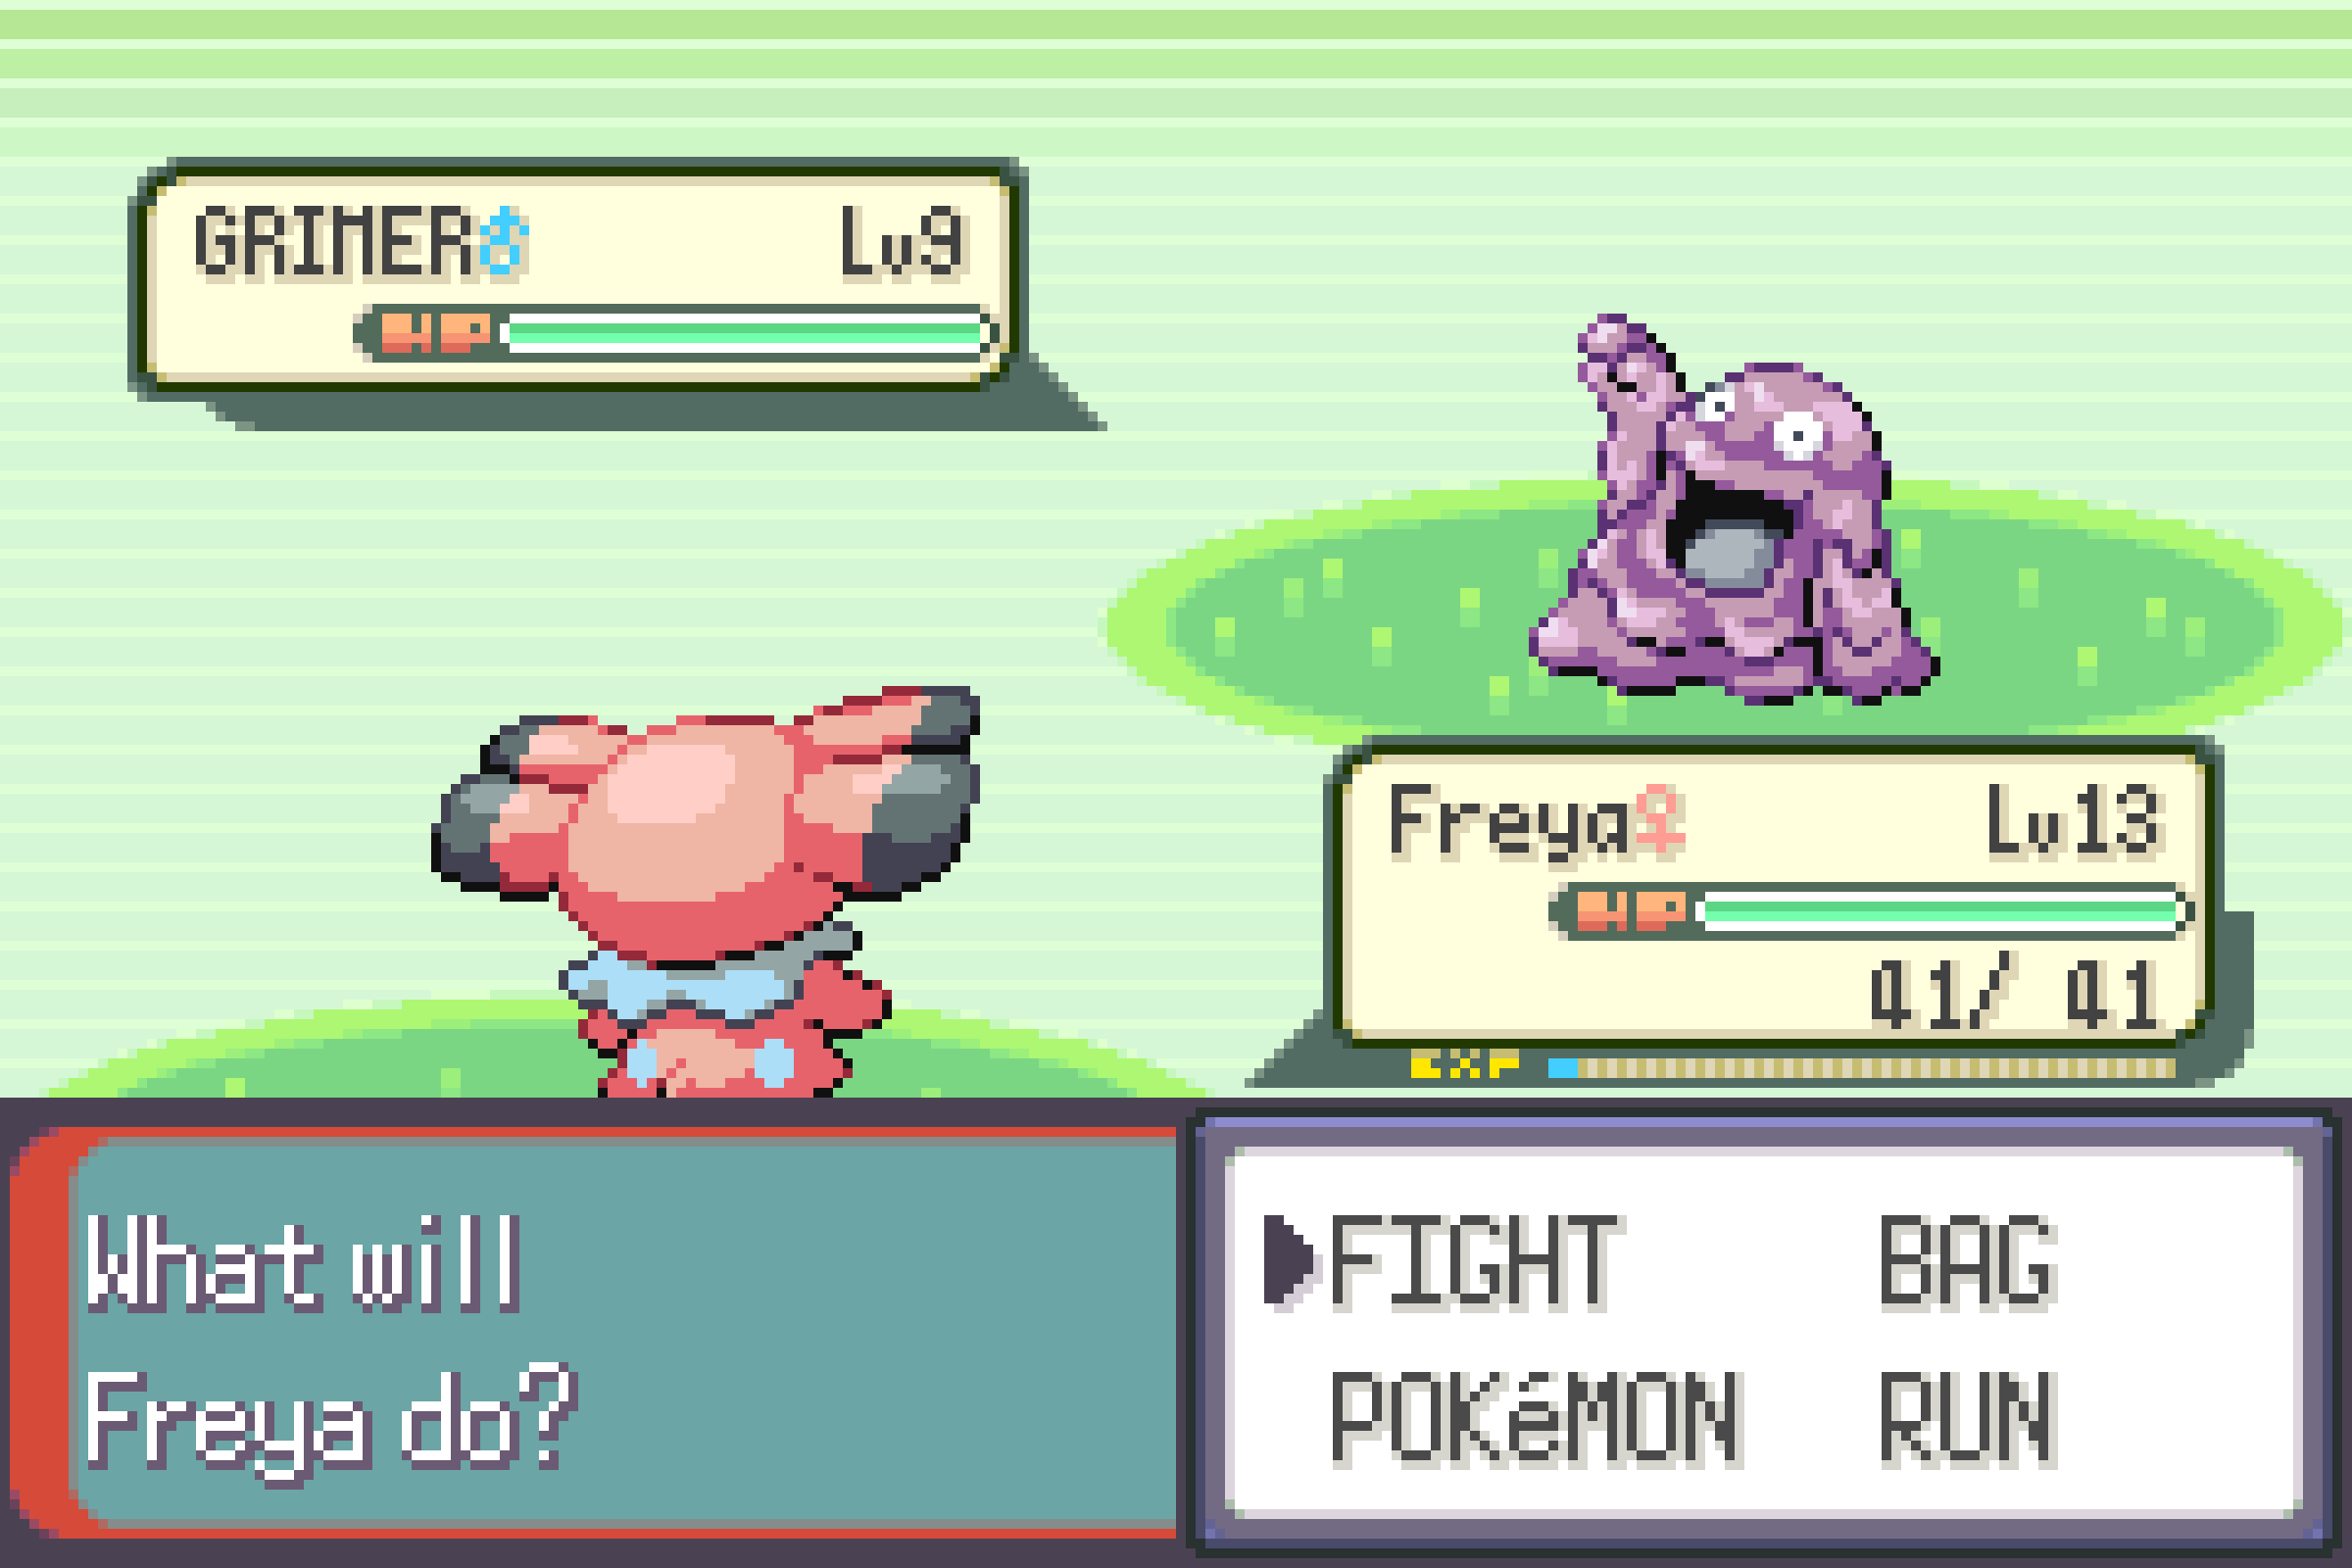 GRIMER♂ Lv9
HP
Freya♀ Lv13
HP
41/ 41
EXP
What will
Freya do?
FIGHT BAG
POKéMON RUN